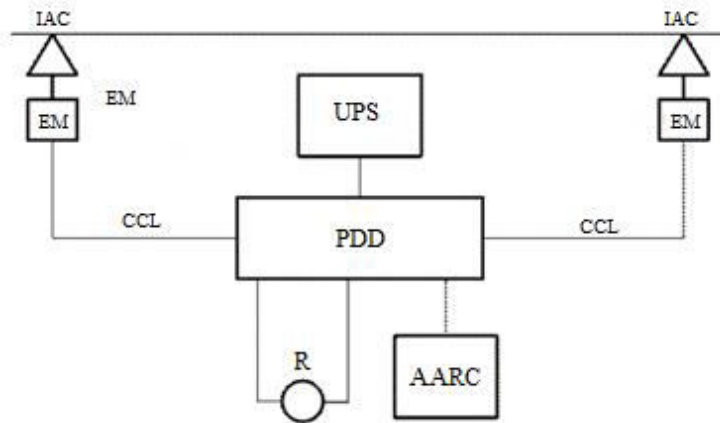 IAC IAC
EM
EM EM
UPS
CCL CCL
PDD
R
AARC